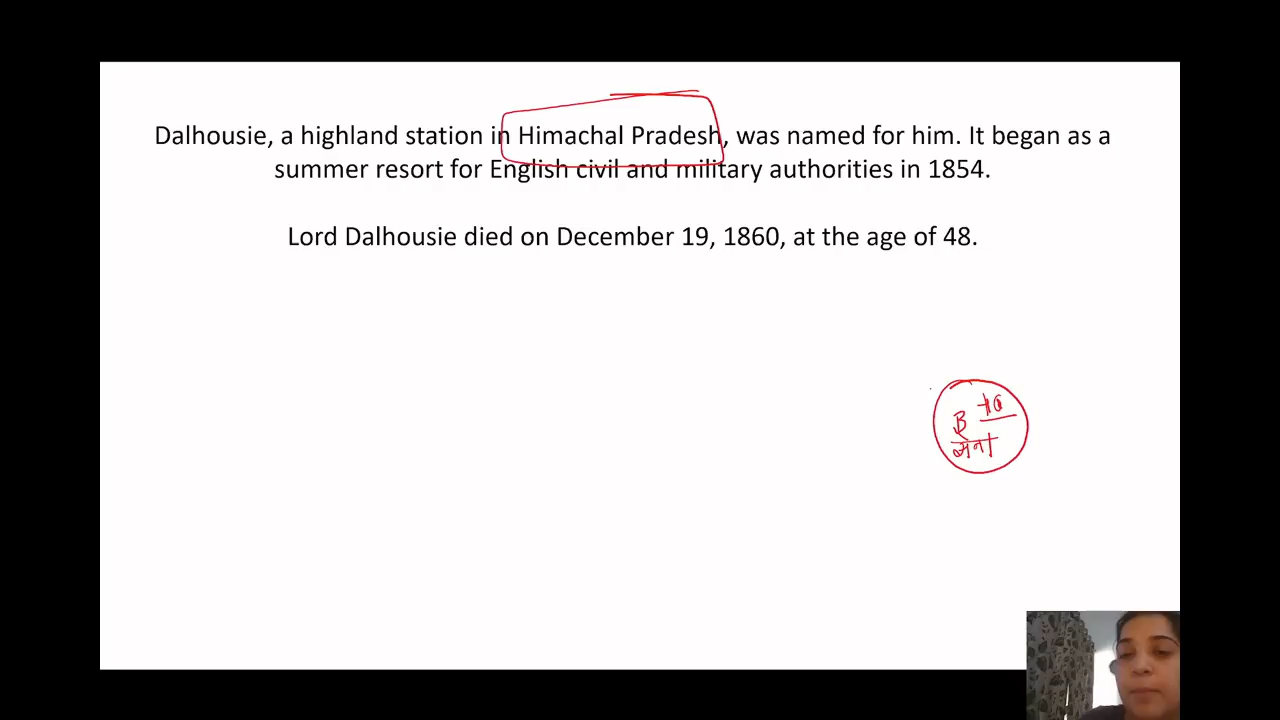 Dalhousie, a highland station in Himachal Pradesh, was named for him. It began as a
summer resort for English civil and military authorities in 1854.
Lord Dalhousie died on December 19, 1860, at the age of 48.
B
सेना